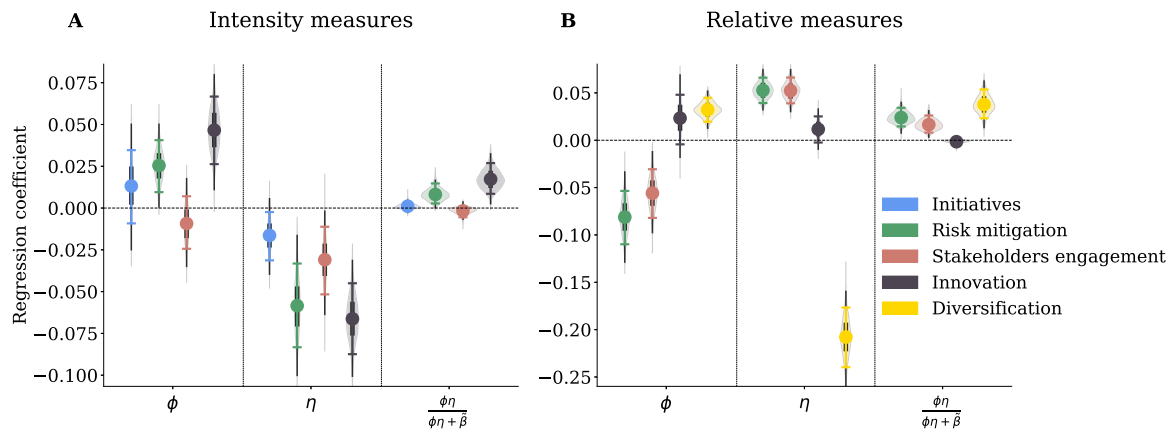 A Intensity measures
Regression coefficient
0.075
0.050
0.025
0.000
−0.025
−0.050
−0.075
−0.100
ϕ η ϕη/(ϕη + β̃)
B Relative measures
0.05
0.00
−0.05
−0.10
−0.15
−0.20
−0.25
ϕ η ϕη/(ϕη + β̃)
Initiatives
Risk mitigation
Stakeholders engagement
Innovation
Diversification